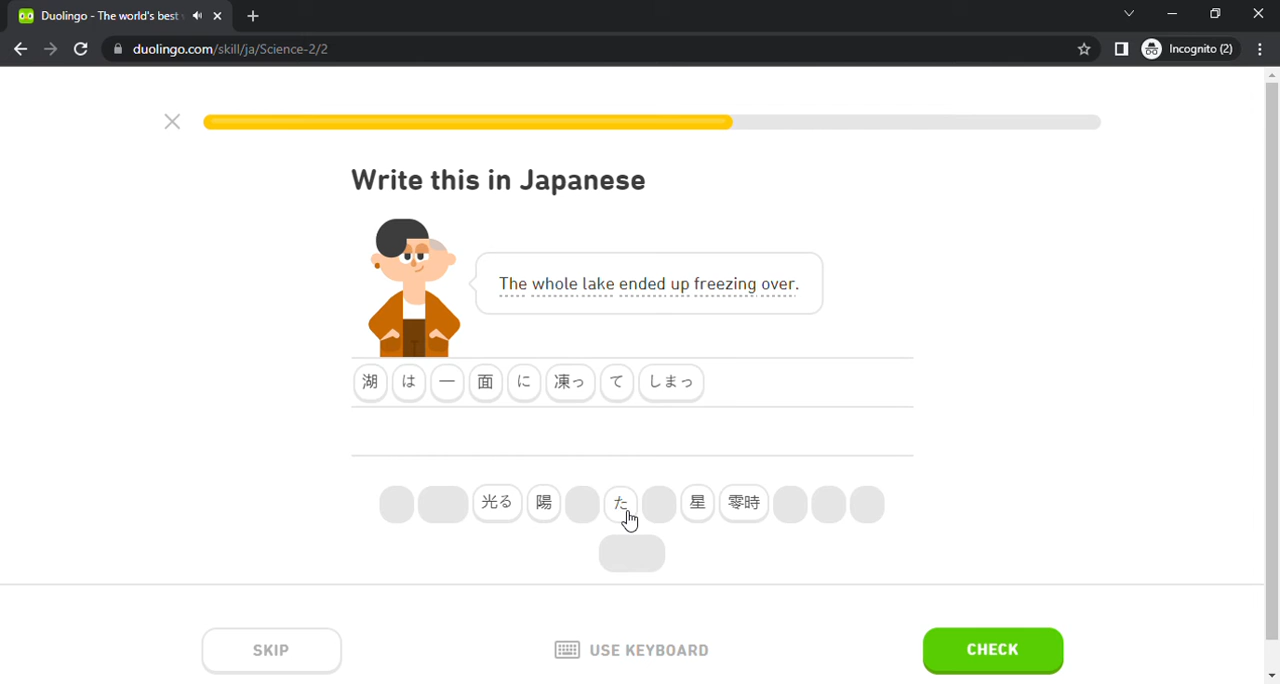 Duolingo - The world's best
duolingo.com/skill/ja/Science-2/2
Incognito (2)
Write this in Japanese
The whole lake ended up freezing over.
湖 は 一 面 に 凍っ て しまっ
光る 陽 た 星 零時
SKIP
USE KEYBOARD
CHECK